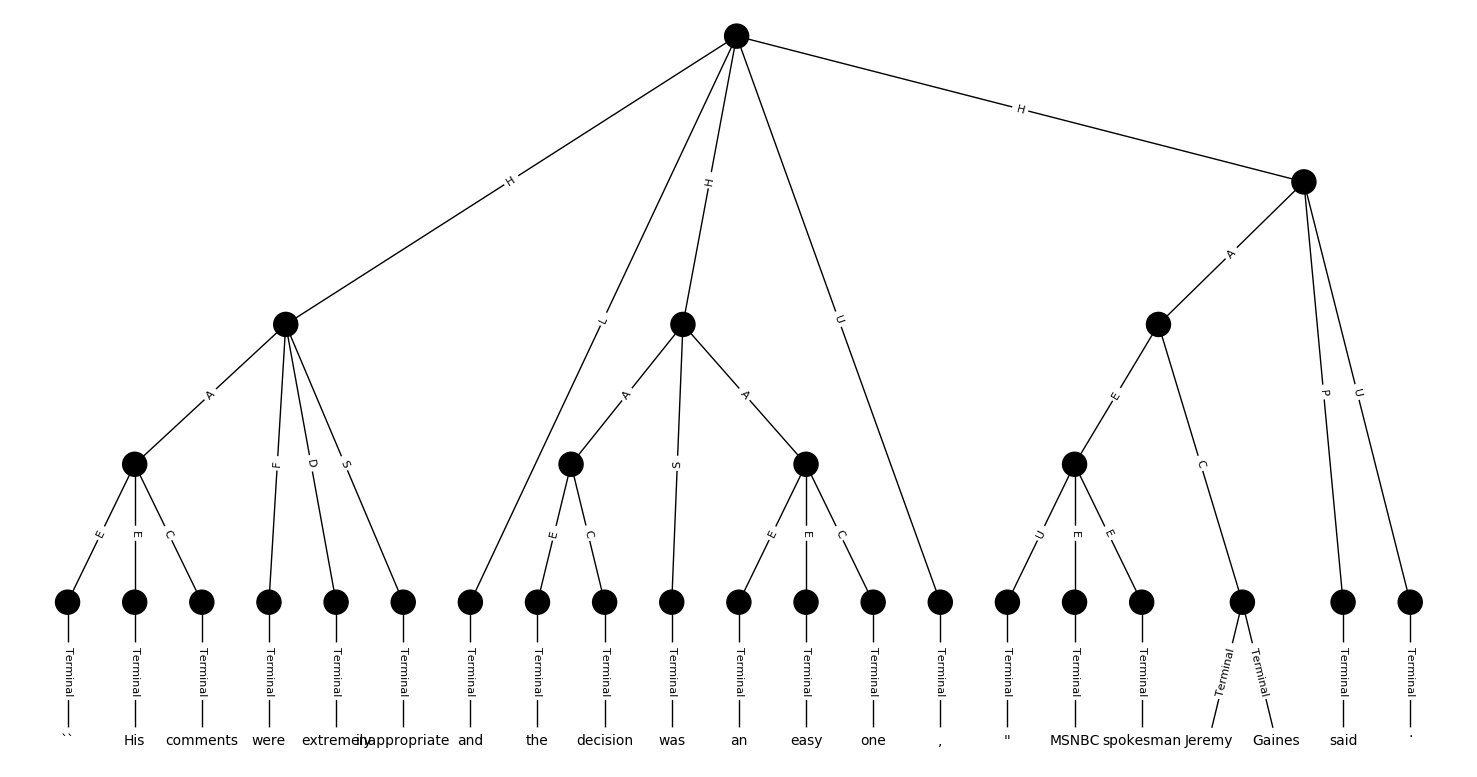 H
H
H
A
L
U
A
A
A
E
F
D
S
S
C
P
U
E
E
C
E
C
E
E
C
U
E
E
Terminal Terminal Terminal Terminal Terminal Terminal Terminal Terminal Terminal Terminal Terminal Terminal Terminal Terminal Terminal Terminal Terminal Terminal Terminal Terminal Terminal
`` His comments were extremely inappropriate and the decision was an easy one , " MSNBC spokesman Jeremy Gaines said .